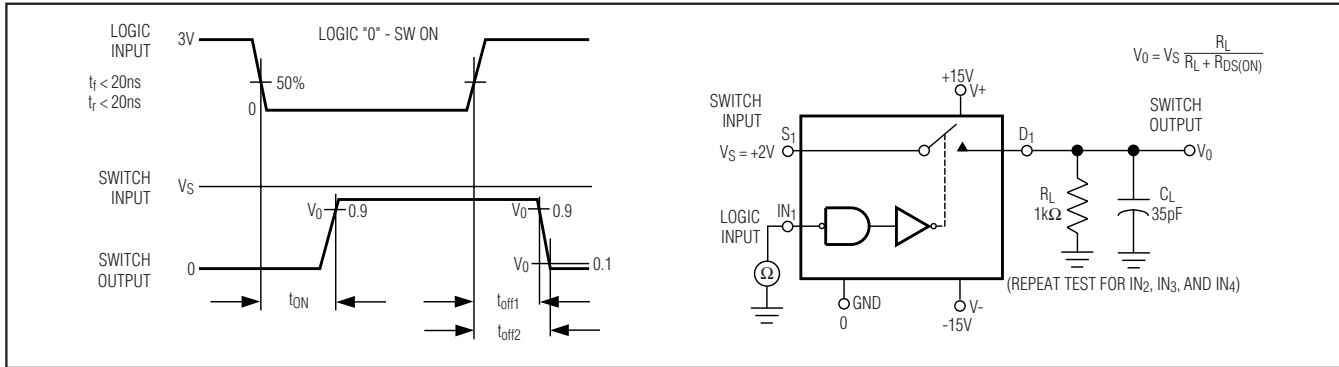 LOGIC INPUT
3V
LOGIC "0" - SW ON
tf < 20ns
tr < 20ns
50%
0
SWITCH INPUT
VS
V0
0.9
V0
0.9
SWITCH OUTPUT
0
V0
0.1
tON
toff1
toff2
V0 = VS RL / RL + RDS(ON)
+15V
V+
SWITCH INPUT
S1
VS = +2V
D1
SWITCH OUTPUT
V0
LOGIC INPUT
IN1
Ω
RL
1kΩ
CL
35pF
(REPEAT TEST FOR IN2, IN3, AND IN4)
GND
0
V-
-15V